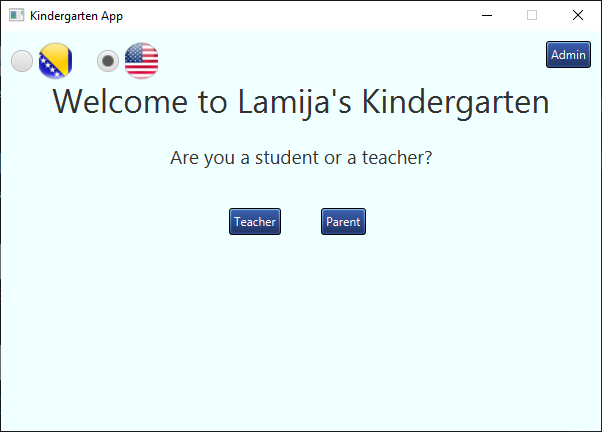 Kindergarten App
Admin
Welcome to Lamija's Kindergarten
Are you a student or a teacher?
Teacher Parent